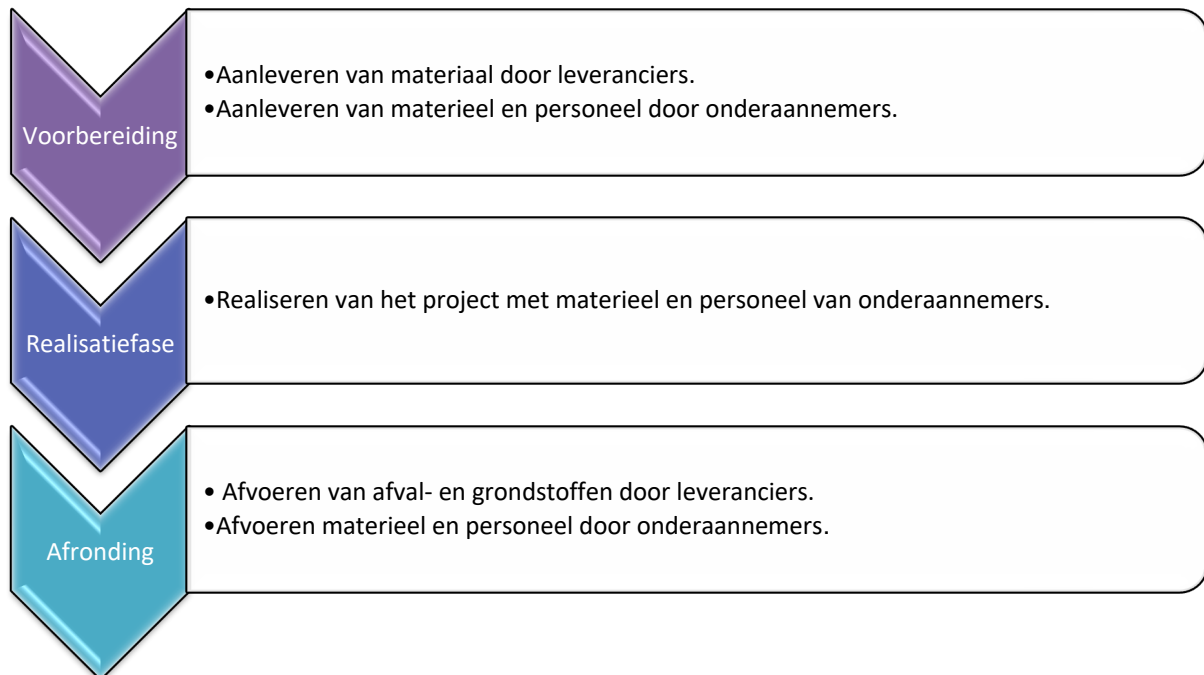 Voorbereiding
•Aanleveren van materiaal door leveranciers.
•Aanleveren van materieel en personeel door onderaannemers.
Realisatiefase
•Realiseren van het project met materieel en personeel van onderaannemers.
Afronding
• Afvoeren van afval- en grondstoffen door leveranciers.
•Afvoeren materieel en personeel door onderaannemers.